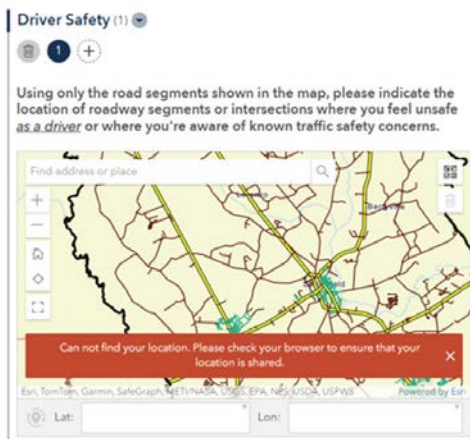 Driver Safety (1)
1
Using only the road segments shown in the map, please indicate the
location of roadway segments or intersections where you feel unsafe
as a driver or where you're aware of known traffic safety concerns.
Find address or place
Can not find your location. Please check your browser to ensure that your
location is shared.
Esri, TomTom, Garmin, SafeGraph, METI/NASA, USGS, EPA, NPS, USDA, USFWS
Powered by Esri
Lat:
Lon: